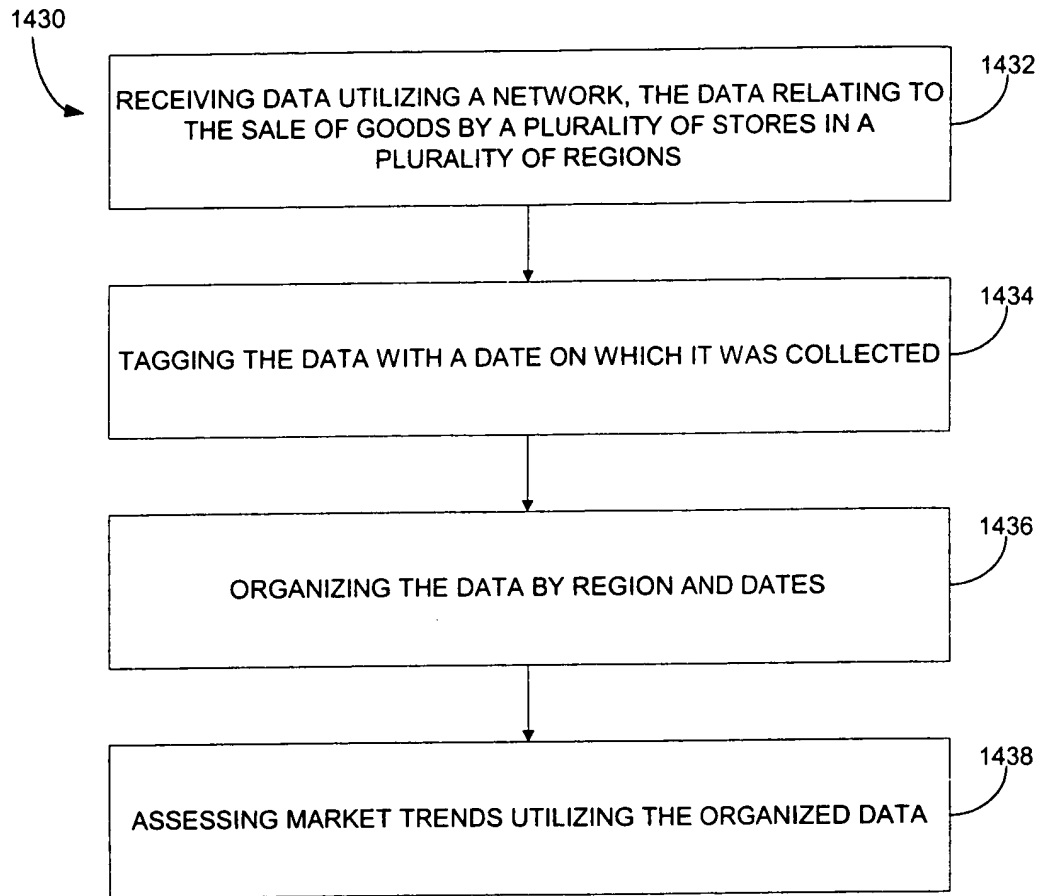 1430
RECEIVING DATA UTILIZING A NETWORK, THE DATA RELATING TO
THE SALE OF GOODS BY A PLURALITY OF STORES IN A
PLURALITY OF REGIONS
1432
TAGGING THE DATA WITH A DATE ON WHICH IT WAS COLLECTED
1434
ORGANIZING THE DATA BY REGION AND DATES
1436
ASSESSING MARKET TRENDS UTILIZING THE ORGANIZED DATA
1438